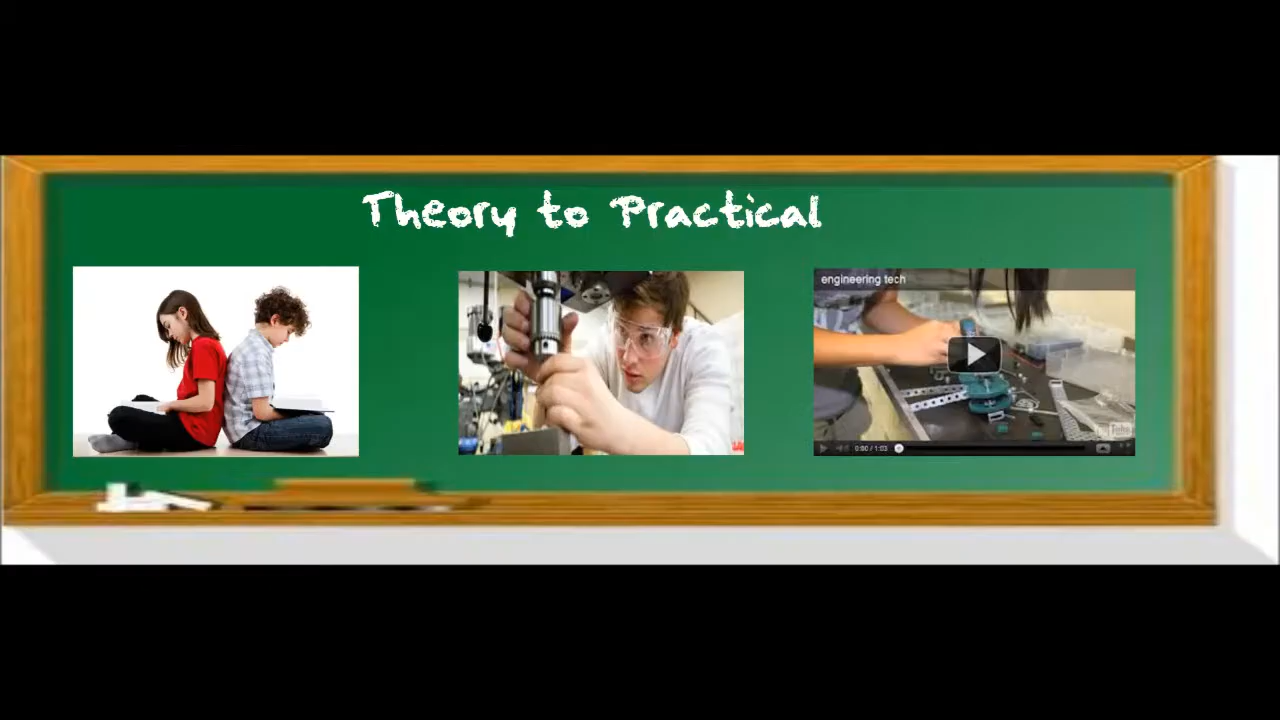 Theory to Practical
engineering tech
0:00 / 1:03